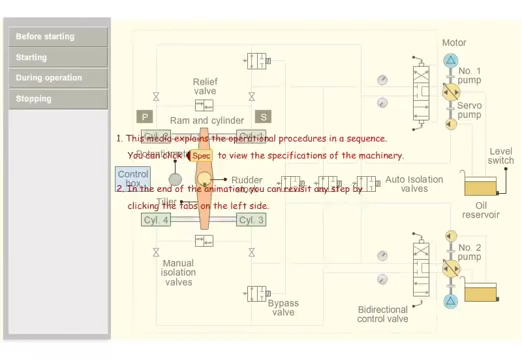 Before starting
Starting
During operation
Stopping
Motor
Relief
valve
No. 1
pump
P
S
Ram and cylinder
Servo
pump
1. This media explains the operational procedures in a sequence.
You can click Spec to view the specifications of the machinery.
Level
switch
Control
box
Rudder
Auto Isolation
valves
2. In the end of the animation, you can revisit any step by
clicking the tabs on the left side.
Tiller
Oil
reservoir
Cyl. 4
Cyl. 3
No. 2
pump
Manual
isolation
valves
Bypass
valve
Bidirectional
control valve